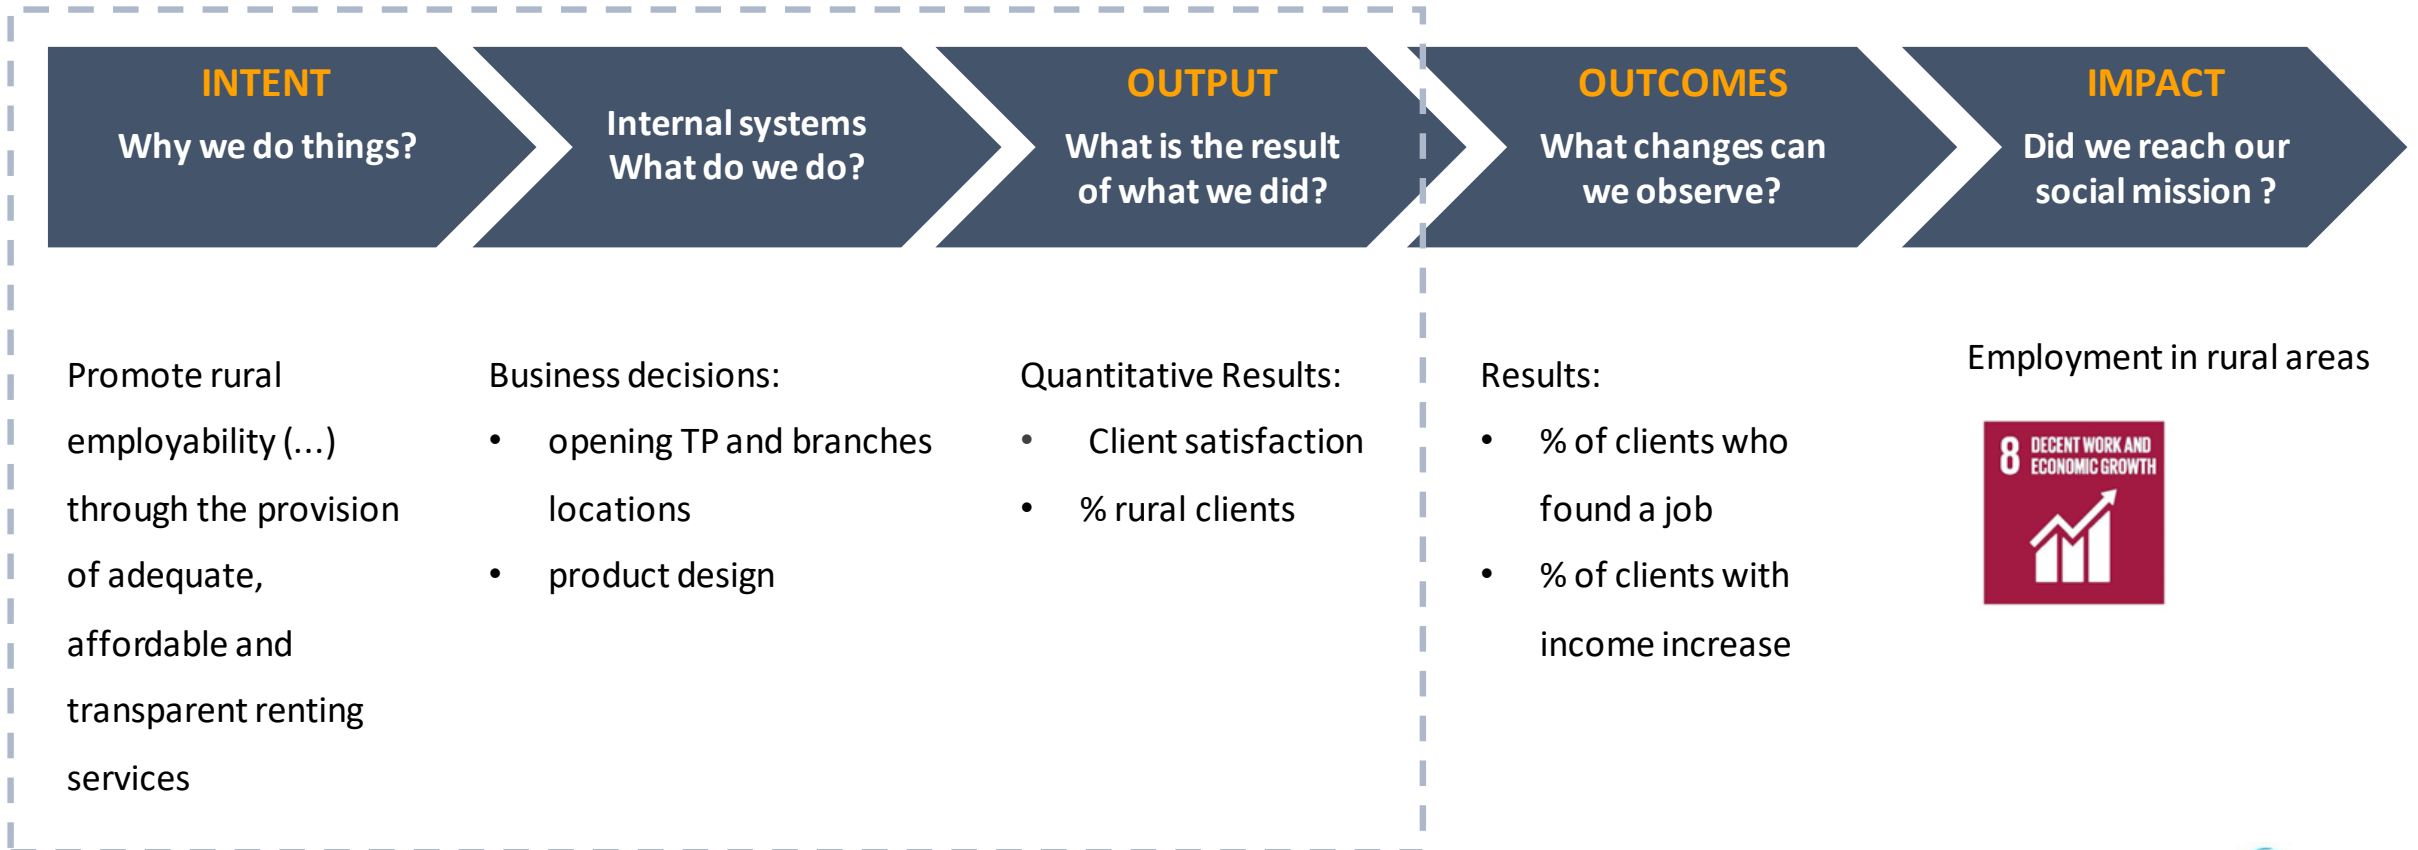 INTENT
Why we do things?
Internal systems
What do we do?
OUTPUT
What is the result
of what we did?
OUTCOMES
What changes can
we observe?
IMPACT
Did we reach our
social mission ?
Promote rural
employability (...)
through the provision
of adequate,
affordable and
transparent renting
services
Business decisions:
• opening TP and branches
locations
• product design
Quantitative Results:
• Client satisfaction
• % rural clients
Results:
• % of clients who
found a job
• % of clients with
income increase
Employment in rural areas
8 DECENT WORK AND
ECONOMIC GROWTH